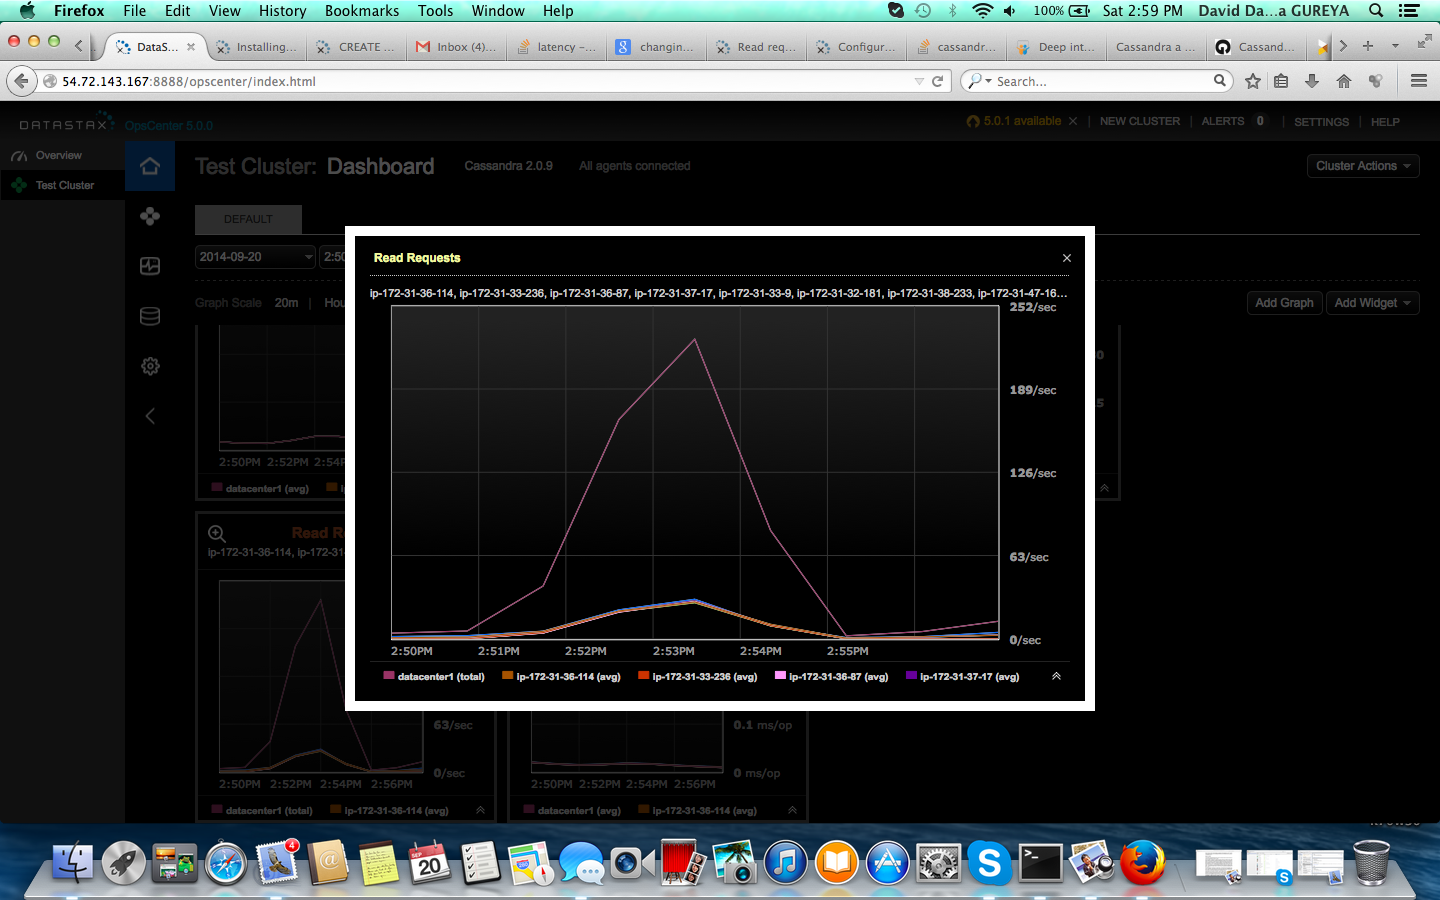 Firefox File Edit View History Bookmarks Tools Window Help 100% Sat 2:59 PM David Da...a GUREYA
DataS... Installing... CREATE ... Inbox (4)... latency –... changin... Read req... Configur... cassandr... Deep int... Cassandra a ... Cassand...
54.72.143.167:8888/opscenter/index.html Search...
DATASTAX OpsCenter 5.0.0 5.0.1 available × NEW CLUSTER | ALERTS 0 | SETTINGS | HELP
Overview
Test Cluster
Test Cluster: Dashboard Cassandra 2.0.9 All agents connected Cluster Actions
DEFAULT
2014-09-20 2:50
Graph Scale 20m | Hou
Add Graph Add Widget
Read Requests ×
ip-172-31-36-114, ip-172-31-33-236, ip-172-31-36-87, ip-172-31-37-17, ip-172-31-33-9, ip-172-31-32-181, ip-172-31-38-233, ip-172-31-47-16...
252/sec
189/sec
126/sec
63/sec
0/sec
2:50PM 2:51PM 2:52PM 2:53PM 2:54PM 2:55PM
datacenter1 (total) ip-172-31-36-114 (avg) ip-172-31-33-236 (avg) ip-172-31-36-87 (avg) ip-172-31-37-17 (avg)
2:50PM 2:52PM 2:54P
datacenter1 (avg)
Read R
ip-172-31-36-114, ip-172-31
63/sec
0/sec
2:50PM 2:52PM 2:54PM 2:56PM
datacenter1 (total) ip-172-31-36-114 (avg)
0.1 ms/op
0 ms/op
2:50PM 2:52PM 2:54PM 2:56PM
datacenter1 (avg) ip-172-31-36-114 (avg)
4
SEP
20